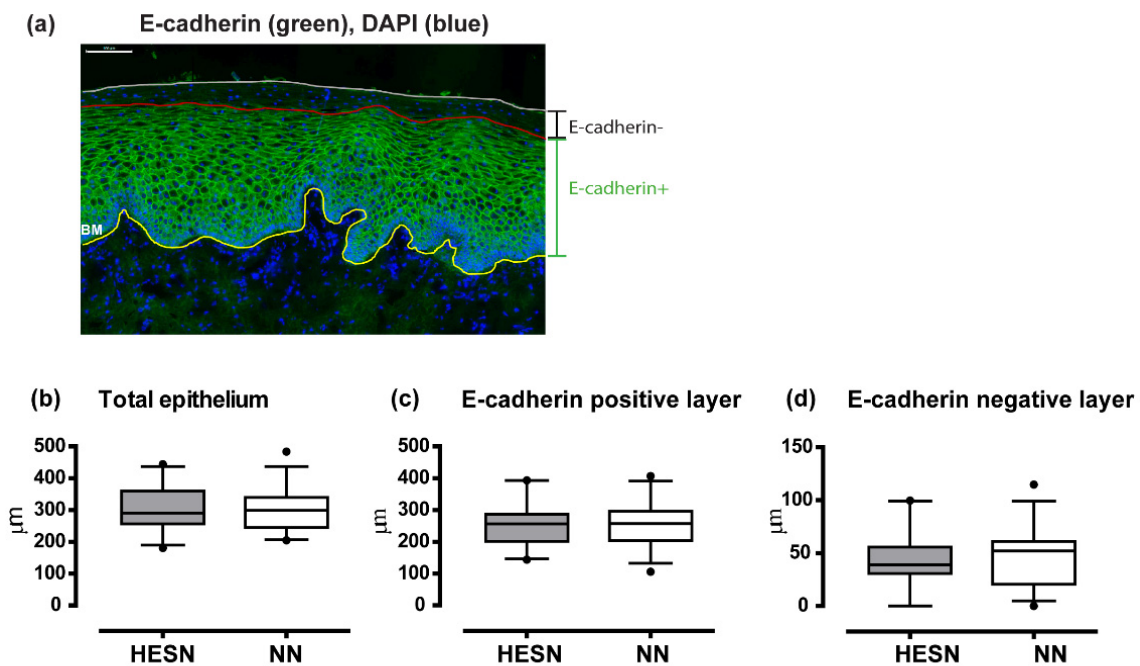 (a) E-cadherin (green), DAPI (blue)
E-cadherin-
E-cadherin+
BM
(b) Total epithelium
500
400
300
200
100
0
μm
HESN NN
(c) E-cadherin positive layer
500
400
300
200
100
0
μm
HESN NN
(d) E-cadherin negative layer
150
100
50
0
μm
HESN NN